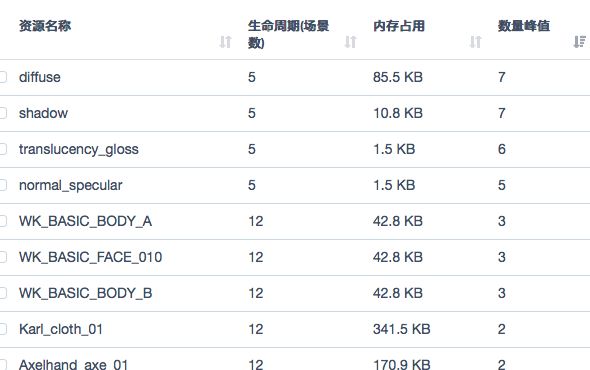 资源名称 生命周期(场景数) 内存占用 数量峰值
diffuse 5 85.5 KB 7
shadow 5 10.8 KB 7
translucency_gloss 5 1.5 KB 6
normal_specular 5 1.5 KB 5
WK_BASIC_BODY_A 12 42.8 KB 3
WK_BASIC_FACE_010 12 42.8 KB 3
WK_BASIC_BODY_B 12 42.8 KB 3
Karl_cloth_01 12 341.5 KB 2
Axelhand_axe_01 12 170.9 KB 2